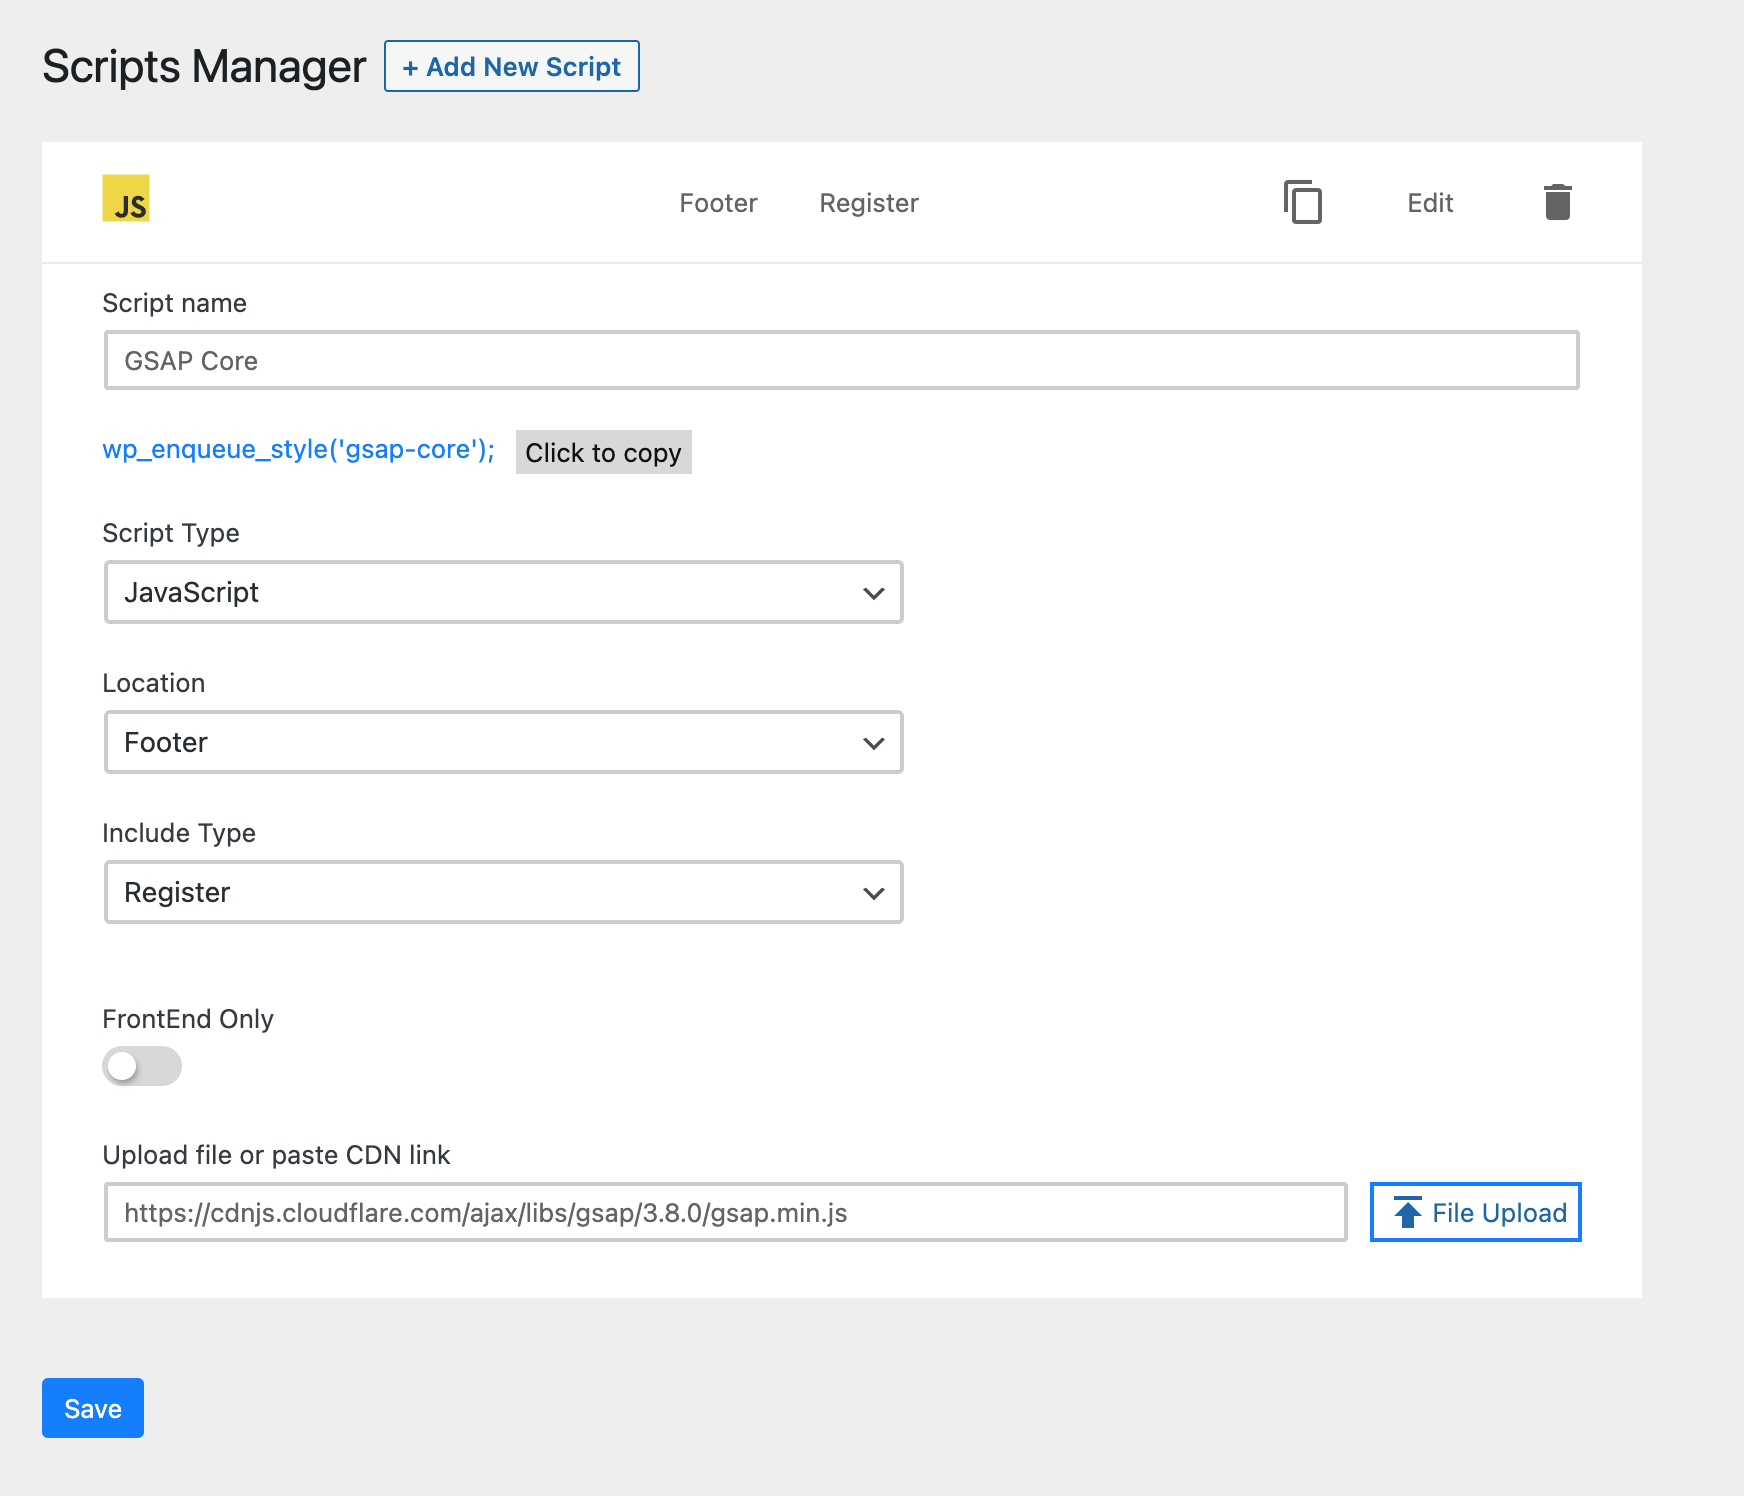 Scripts Manager + Add New Script
JS Footer Register Edit
Script name
GSAP Core
wp_enqueue_style('gsap-core'); Click to copy
Script Type
JavaScript
Location
Footer
Include Type
Register
FrontEnd Only
Upload file or paste CDN link
https://cdnjs.cloudflare.com/ajax/libs/gsap/3.8.0/gsap.min.js File Upload
Save